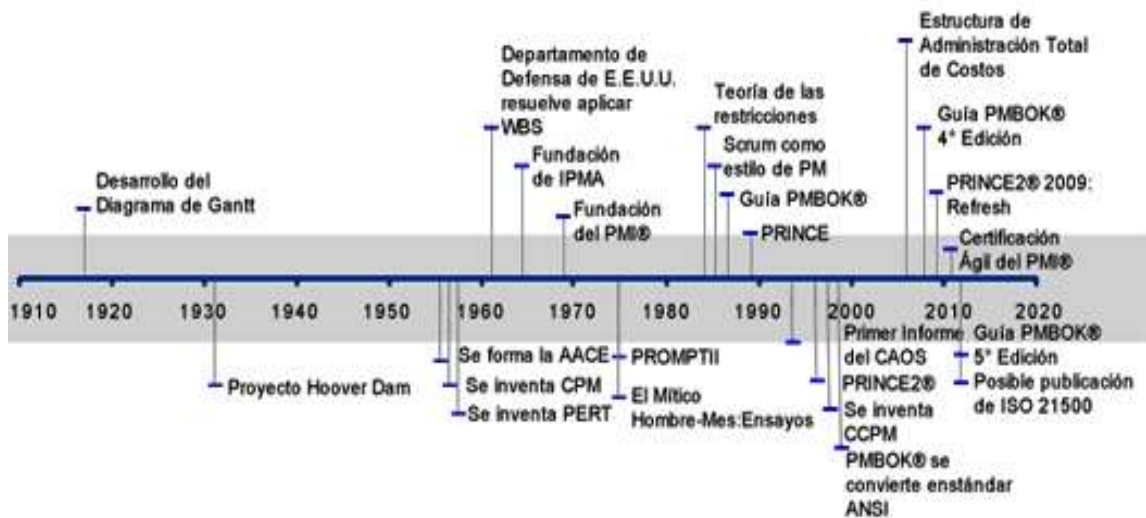 Desarrollo del
Diagrama de Gantt
Departamento de
Defensa de E.E.U.U.
resuelve aplicar
WBS
Fundación
de IPMA
Fundación
del PMI®
Teoría de las
restricciones
Scrum como
estilo de PM
Guía PMBOK®
PRINCE
Estructura de
Administración Total
de Costos
Guía PMBOK®
4° Edición
PRINCE2® 2009:
Refresh
Certificación
Ágil del PMI®
1910 1920 1930 1940 1950 1960 1970 1980 1990 2000 2010 2020
Proyecto Hoover Dam
Se forma la AACE
Se inventa CPM
Se inventa PERT
PROMPTII
El Mítico
Hombre-Mes:Ensayos
Primer Informe
del CAOS
PRINCE2®
Se inventa
CCPM
PMBOK® se
convierte enstándar
ANSI
Guía PMBOK®
5° Edición
Posible publicación
de ISO 21500